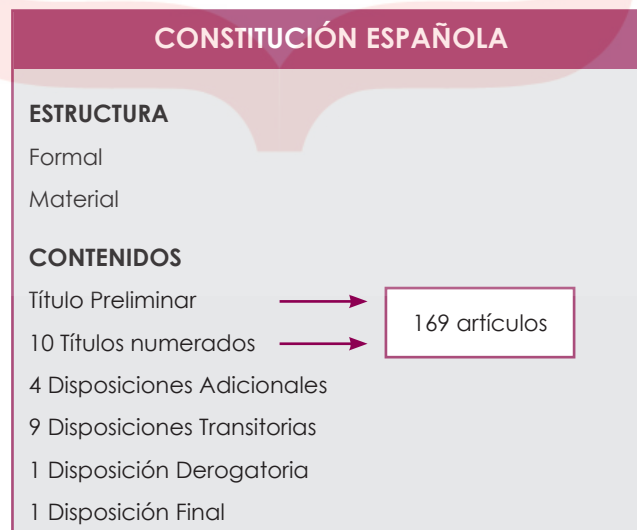 CONSTITUCIÓN ESPAÑOLA
ESTRUCTURA
Formal
Material
CONTENIDOS
Título Preliminar
169 artículos
10 Títulos numerados
4 Disposiciones Adicionales
9 Disposiciones Transitorias
1 Disposición Derogatoria
1 Disposición Final